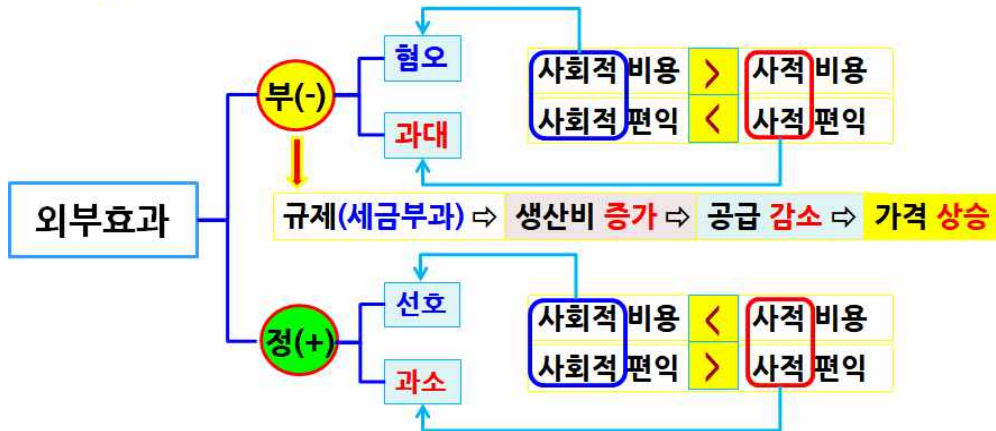 혐오
사회적 비용 > 사적 비용
부(-)
사회적 편익 < 사적 편익
과대
외부효과
규제(세금부과) ⇨ 생산비 증가 ⇨ 공급 감소 ⇨ 가격 상승
선호
사회적 비용 < 사적 비용
정(+)
사회적 편익 > 사적 편익
과소